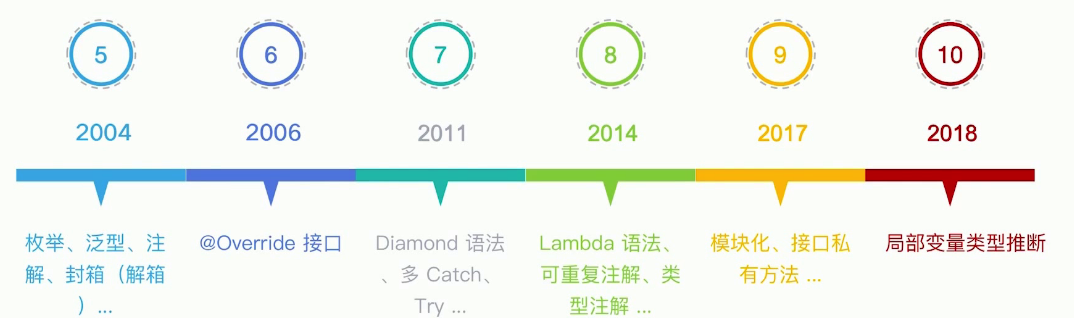 5
6
7
8
9
10
2004
2006
2011
2014
2017
2018
枚举、泛型、注
解、封箱（解箱
）...
@Override 接口
Diamond 语法
、多 Catch、
Try ...
Lambda 语法、
可重复注解、类
型注解 ...
模块化、接口私
有方法 ...
局部变量类型推断